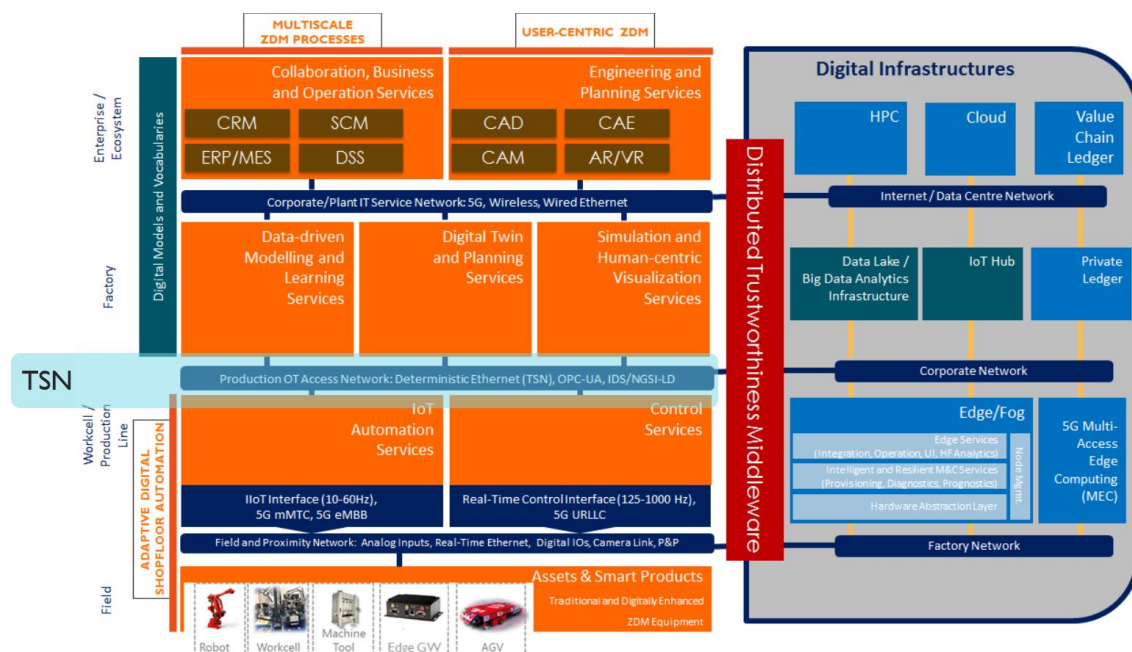 MULTISCALE
ZDM PROCESSES
USER-CENTRIC ZDM
Enterprise /
Ecosystem
Factory
Workcell /
Production
Line
Field
Digital Models and Vocabularies
ADAPTIVE DIGITAL
SHOPFLOOR AUTOMATION
Collaboration, Business
and Operation Services
CRM
SCM
ERP/MES
DSS
Engineering and
Planning Services
CAD
CAE
CAM
AR/VR
Corporate/Plant IT Service Network: 5G, Wireless, Wired Ethernet
Data-driven
Modelling and
Learning
Services
Digital Twin
and Planning
Services
Simulation and
Human-centric
Visualization
Services
TSN
Production OT Access Network: Deterministic Ethernet (TSN), OPC-UA, IDS/NGSI-LD
IoT
Automation
Services
Control
Services
IIoT Interface (10-60Hz),
5G mMTC, 5G eMBB
Real-Time Control Interface (125-1000 Hz),
5G URLLC
Field and Proximity Network: Analog Inputs, Real-Time Ethernet, Digital IOs, Camera Link, P&P
Assets & Smart Products
Traditional and Digitally Enhanced
ZDM Equipment
Robot
Workcell
Machine
Tool
Edge GW
AGV
Distributed Trustworthiness Middleware
Digital Infrastructures
HPC
Cloud
Value
Chain
Ledger
Internet / Data Centre Network
Data Lake /
Big Data Analytics
Infrastructure
IoT Hub
Private
Ledger
Corporate Network
Edge/Fog
Edge Services
(Integration, Operation, UI, HF Analytics)
Intelligent and Resilient M&C Services
(Provisioning, Diagnostics, Prognostics)
Hardware Abstraction Layer
Node Mgmt.
5G Multi-
Access
Edge
Computing
(MEC)
Factory Network